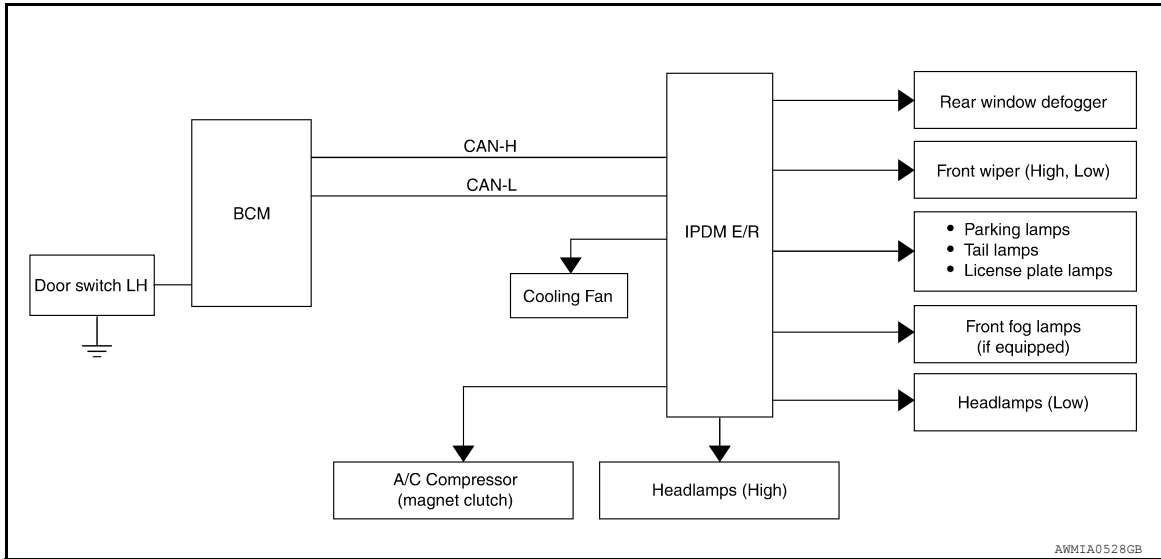 Rear window defogger
CAN-H
Front wiper (High, Low)
CAN-L
BCM
IPDM E/R
• Parking lamps
• Tail lamps
• License plate lamps
Door switch LH
Cooling Fan
Front fog lamps
(if equipped)
Headlamps (Low)
A/C Compressor
(magnet clutch)
Headlamps (High)
AWMIA0528GB